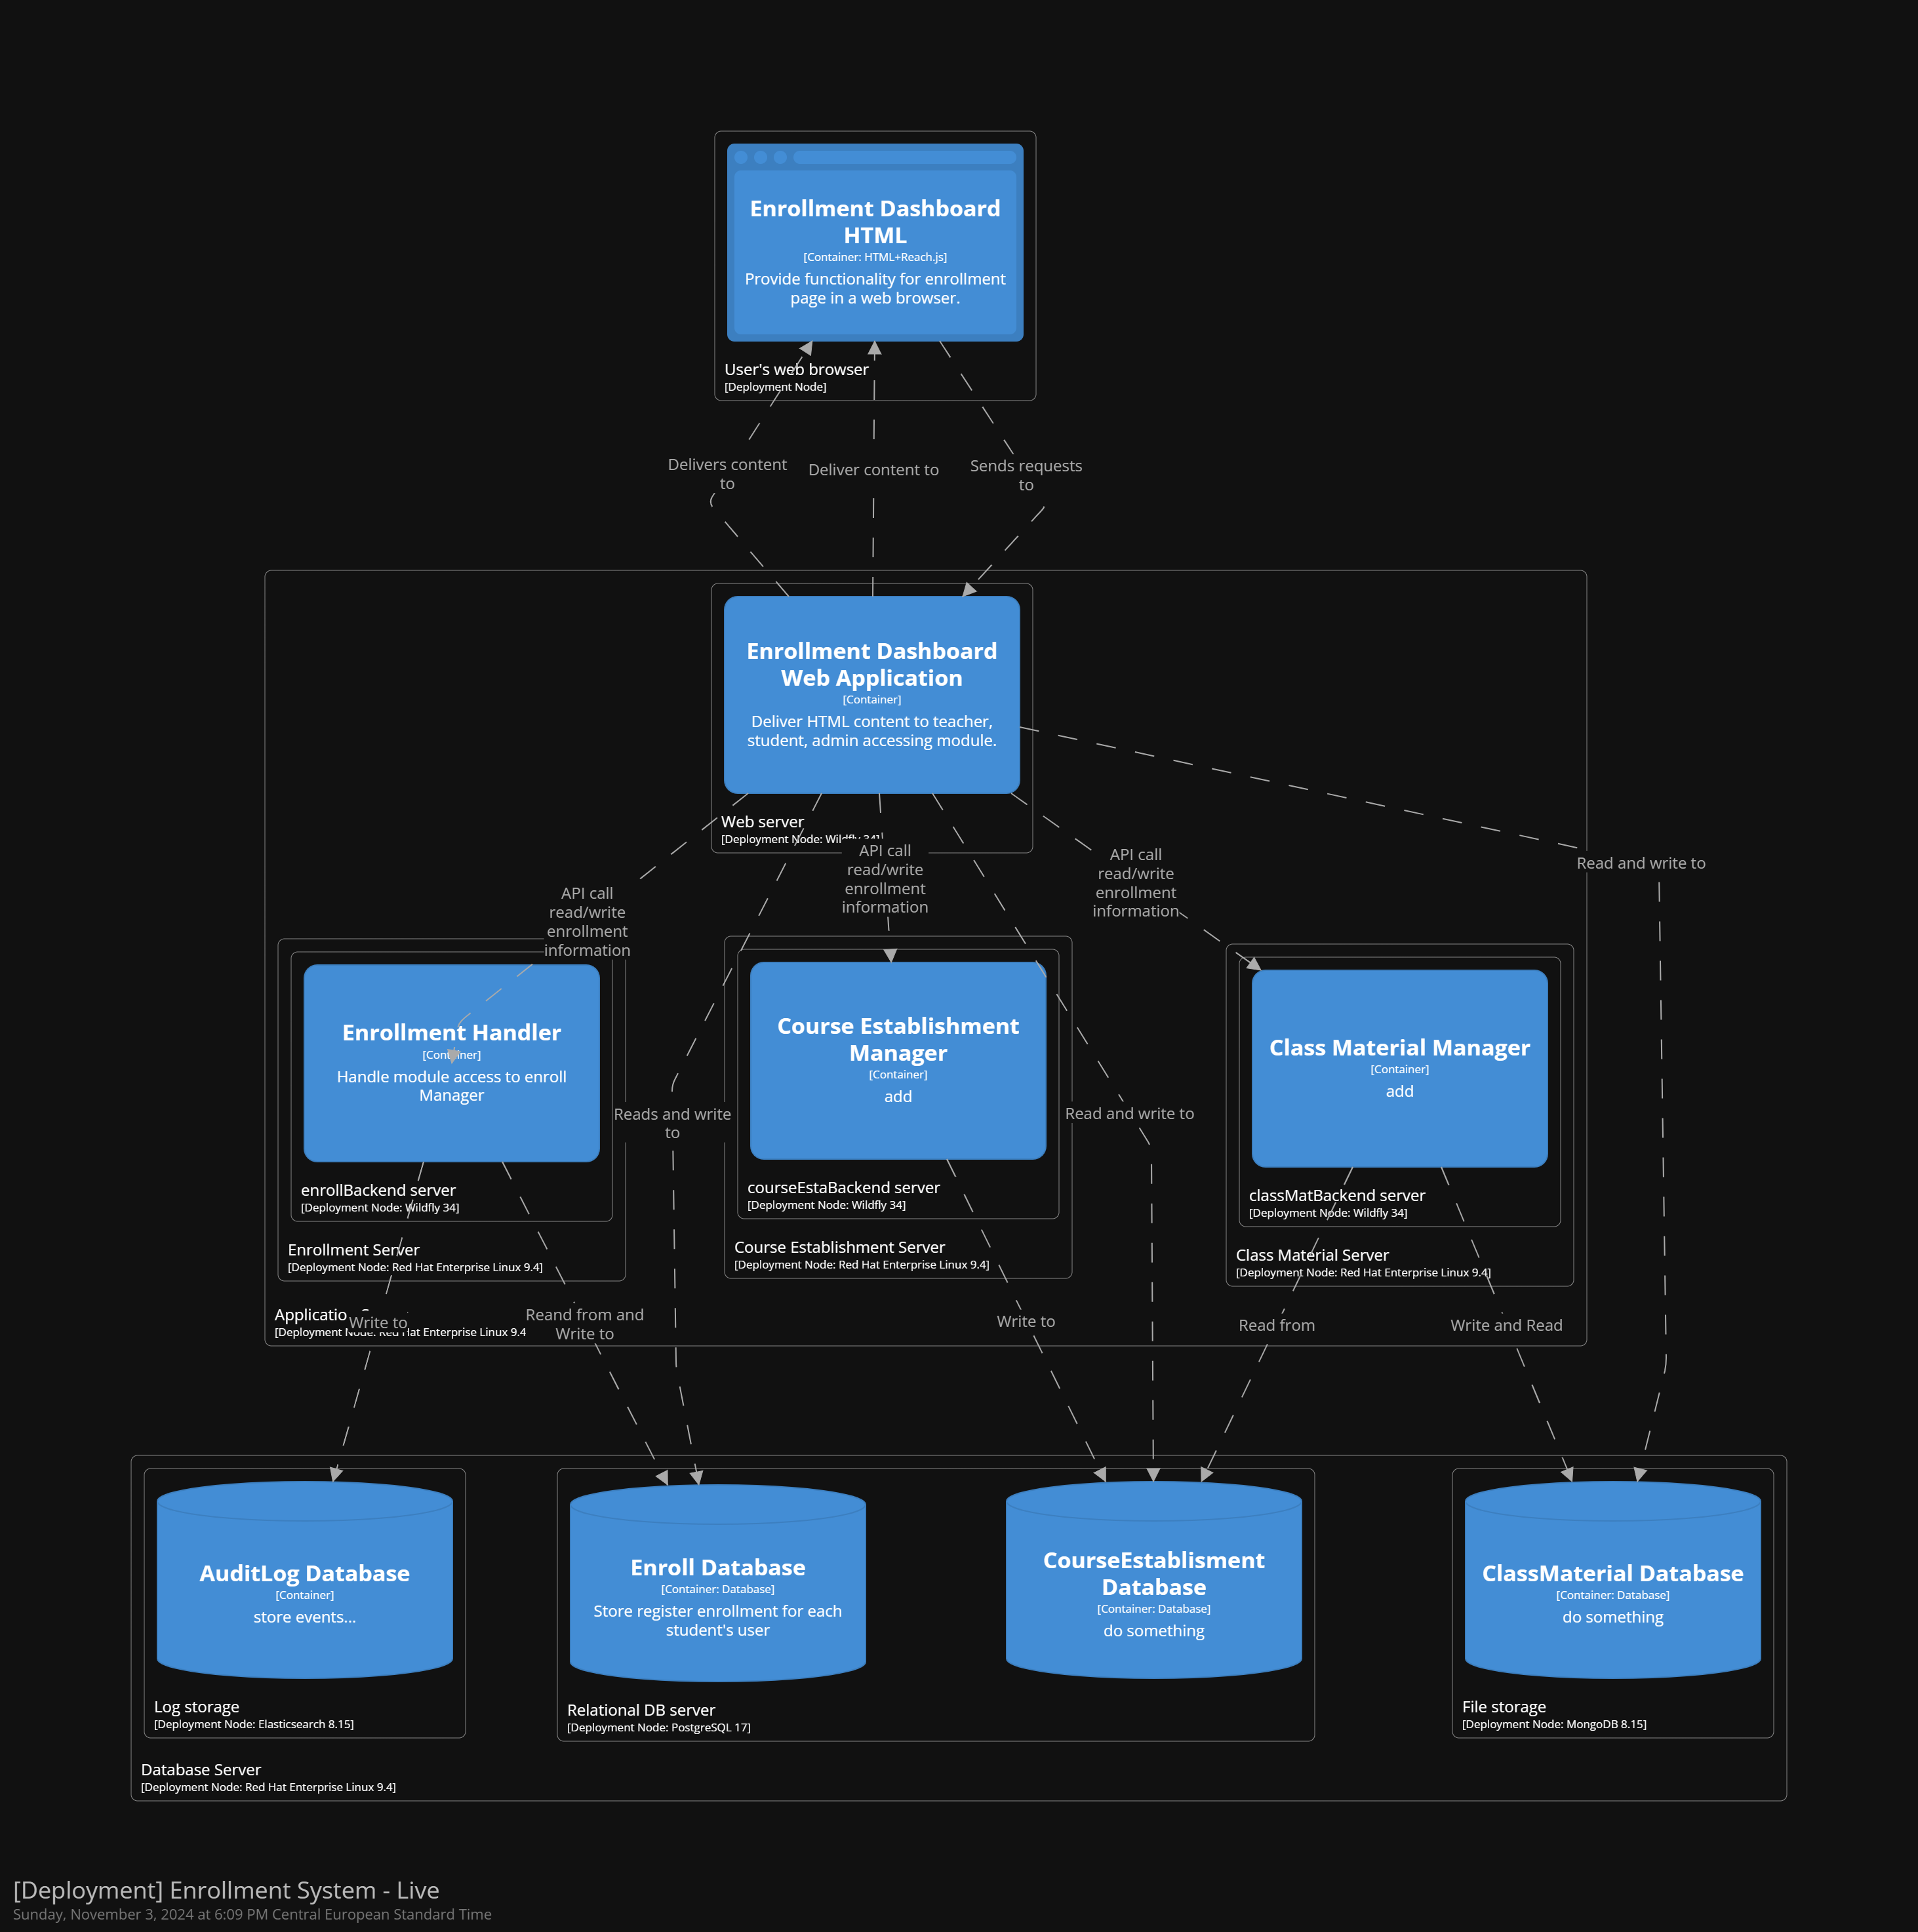 Enrollment Dashboard
HTML
[Container: HTML+Reach.js]
Provide functionality for enrollment
page in a web browser.
User's web browser
[Deployment Node]
Delivers content
to
Deliver content to
Sends requests
to
Enrollment Dashboard
Web Application
[Container]
Deliver HTML content to teacher,
student, admin accessing module.
Web server
[Deployment Node: Wildfly 34]
API call
read/write
enrollment
information
API call
read/write
enrollment
information
API call
read/write
enrollment
information
Read and write to
Enrollment Handler
[Container]
Handle module access to enroll
Manager
enrollBackend server
[Deployment Node: Wildfly 34]
Enrollment Server
[Deployment Node: Red Hat Enterprise Linux 9.4]
Reads and write
to
Course Establishment
Manager
[Container]
add
courseEstaBackend server
[Deployment Node: Wildfly 34]
Course Establishment Server
[Deployment Node: Red Hat Enterprise Linux 9.4]
Read and write to
Class Material Manager
[Container]
add
classMatBackend server
[Deployment Node: Wildfly 34]
Class Material Server
[Deployment Node: Red Hat Enterprise Linux 9.4]
[Deployment Node: Red Hat Enterprise Linux 9.4
Write to
Reand from and
Write to
Write to
Read from
Write and Read
AuditLog Database
[Container]
store events...
Log storage
[Deployment Node: Elasticsearch 8.15]
Enroll Database
[Container: Database]
Store register enrollment for each
student's user
CourseEstablisment
Database
[Container: Database]
do something
Relational DB server
[Deployment Node: PostgreSQL 17]
ClassMaterial Database
[Container: Database]
do something
File storage
[Deployment Node: MongoDB 8.15]
Database Server
[Deployment Node: Red Hat Enterprise Linux 9.4]
[Deployment] Enrollment System - Live
Sunday, November 3, 2024 at 6:09 PM Central European Standard Time